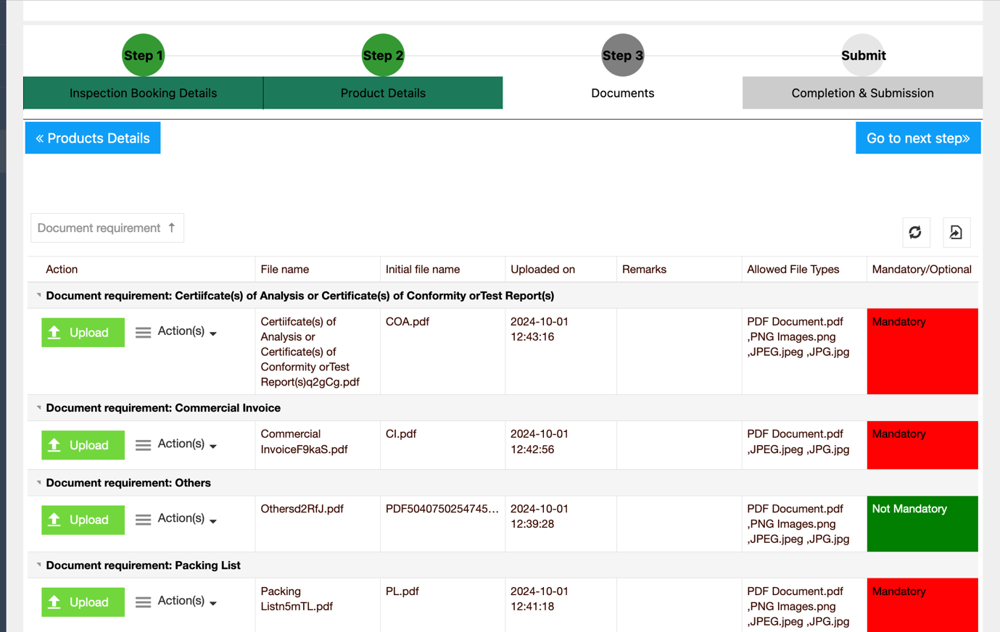 Step 1
Step 2
Step 3
Submit
Inspection Booking Details
Product Details
Documents
Completion & Submission
« Products Details
Go to next step»
Document requirement ↑
Action
File name
Initial file name
Uploaded on
Remarks
Allowed File Types
Mandatory/Optional
Document requirement: Certiifcate(s) of Analysis or Certificate(s) of Conformity orTest Report(s)
Upload
Action(s)
Certiifcate(s) of
Analysis or
Certificate(s) of
Conformity orTest
Report(s)q2gCg.pdf
COA.pdf
2024-10-01
12:43:16
PDF Document.pdf
,PNG Images.png
,JPEG.jpeg ,JPG.jpg
Mandatory
Document requirement: Commercial Invoice
Upload
Action(s)
Commercial
InvoiceF9kaS.pdf
CI.pdf
2024-10-01
12:42:56
PDF Document.pdf
,JPEG.jpeg ,JPG.jpg
Mandatory
Document requirement: Others
Upload
Action(s)
Othersd2RfJ.pdf
PDF5040750254745...
2024-10-01
12:39:28
PDF Document.pdf
,PNG Images.png
,JPEG.jpeg ,JPG.jpg
Not Mandatory
Document requirement: Packing List
Upload
Action(s)
Packing
Listn5mTL.pdf
PL.pdf
2024-10-01
12:41:18
PDF Document.pdf
,PNG Images.png
,JPEG.jpeg ,JPG.jpg
Mandatory